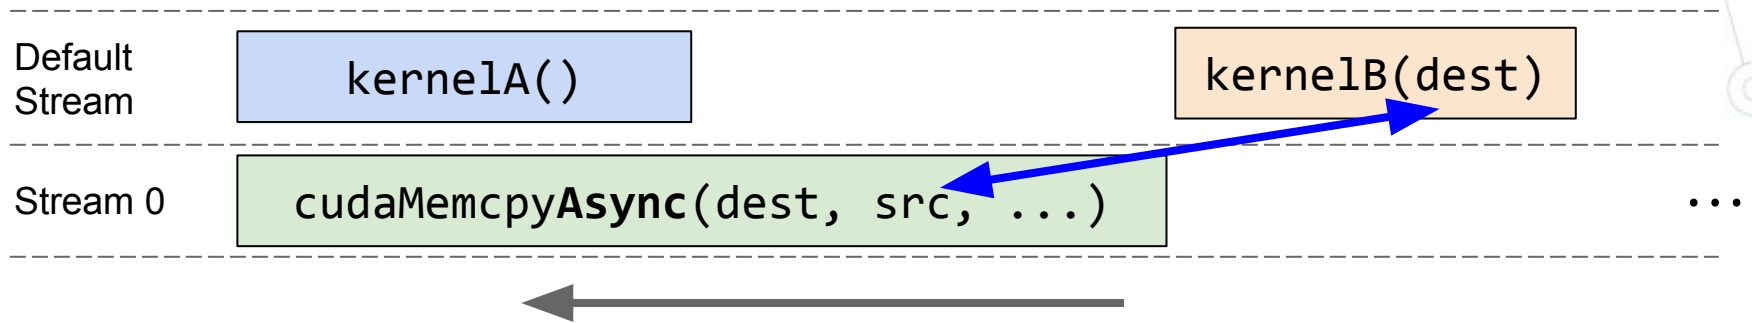 Default
Stream
kernelA()
kernelB(dest)
Stream 0
cudaMemcpyAsync(dest, src, ...)
...